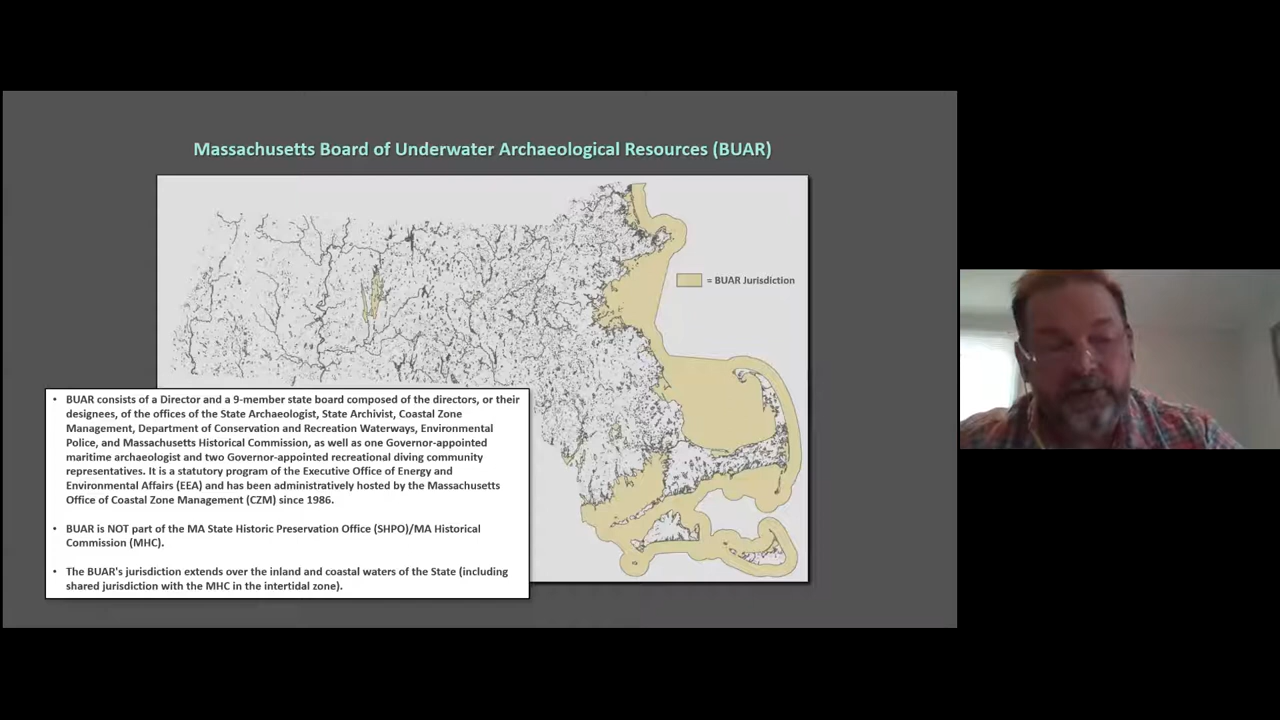 Massachusetts Board of Underwater Archaeological Resources (BUAR)
= BUAR Jurisdiction
• BUAR consists of a Director and a 9-member state board composed of the directors, or their
designees, of the offices of the State Archaeologist, State Archivist, Coastal Zone
Management, Department of Conservation and Recreation Waterways, Environmental
Police, and Massachusetts Historical Commission, as well as one Governor-appointed
maritime archaeologist and two Governor-appointed recreational diving community
representatives. It is a statutory program of the Executive Office of Energy and
Environmental Affairs (EEA) and has been administratively hosted by the Massachusetts
Office of Coastal Zone Management (CZM) since 1986.
• BUAR is NOT part of the MA State Historic Preservation Office (SHPO)/MA Historical
Commission (MHC).
• The BUAR's jurisdiction extends over the inland and coastal waters of the State (including
shared jurisdiction with the MHC in the intertidal zone).